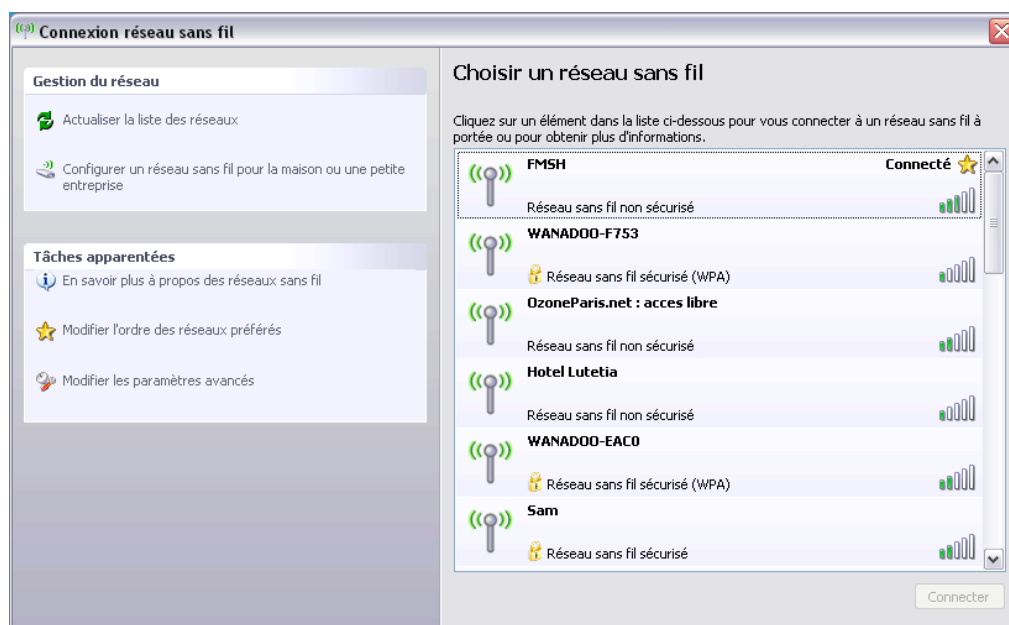 Connexion réseau sans fil
Gestion du réseau
Actualiser la liste des réseaux
Configurer un réseau sans fil pour la maison ou une petite
entreprise
Tâches apparentées
En savoir plus à propos des réseaux sans fil
Modifier l'ordre des réseaux préférés
Modifier les paramètres avancés
Choisir un réseau sans fil
Cliquez sur un élément dans la liste ci-dessous pour vous connecter à un réseau sans fil à
portée ou pour obtenir plus d'informations.
FMSH Connecté
Réseau sans fil non sécurisé
WANADOO-F753
Réseau sans fil sécurisé (WPA)
OzoneParis.net : acces libre
Réseau sans fil non sécurisé
Hotel Lutetia
Réseau sans fil non sécurisé
WANADOO-EAC0
Réseau sans fil sécurisé (WPA)
Sam
Réseau sans fil sécurisé
Connecter